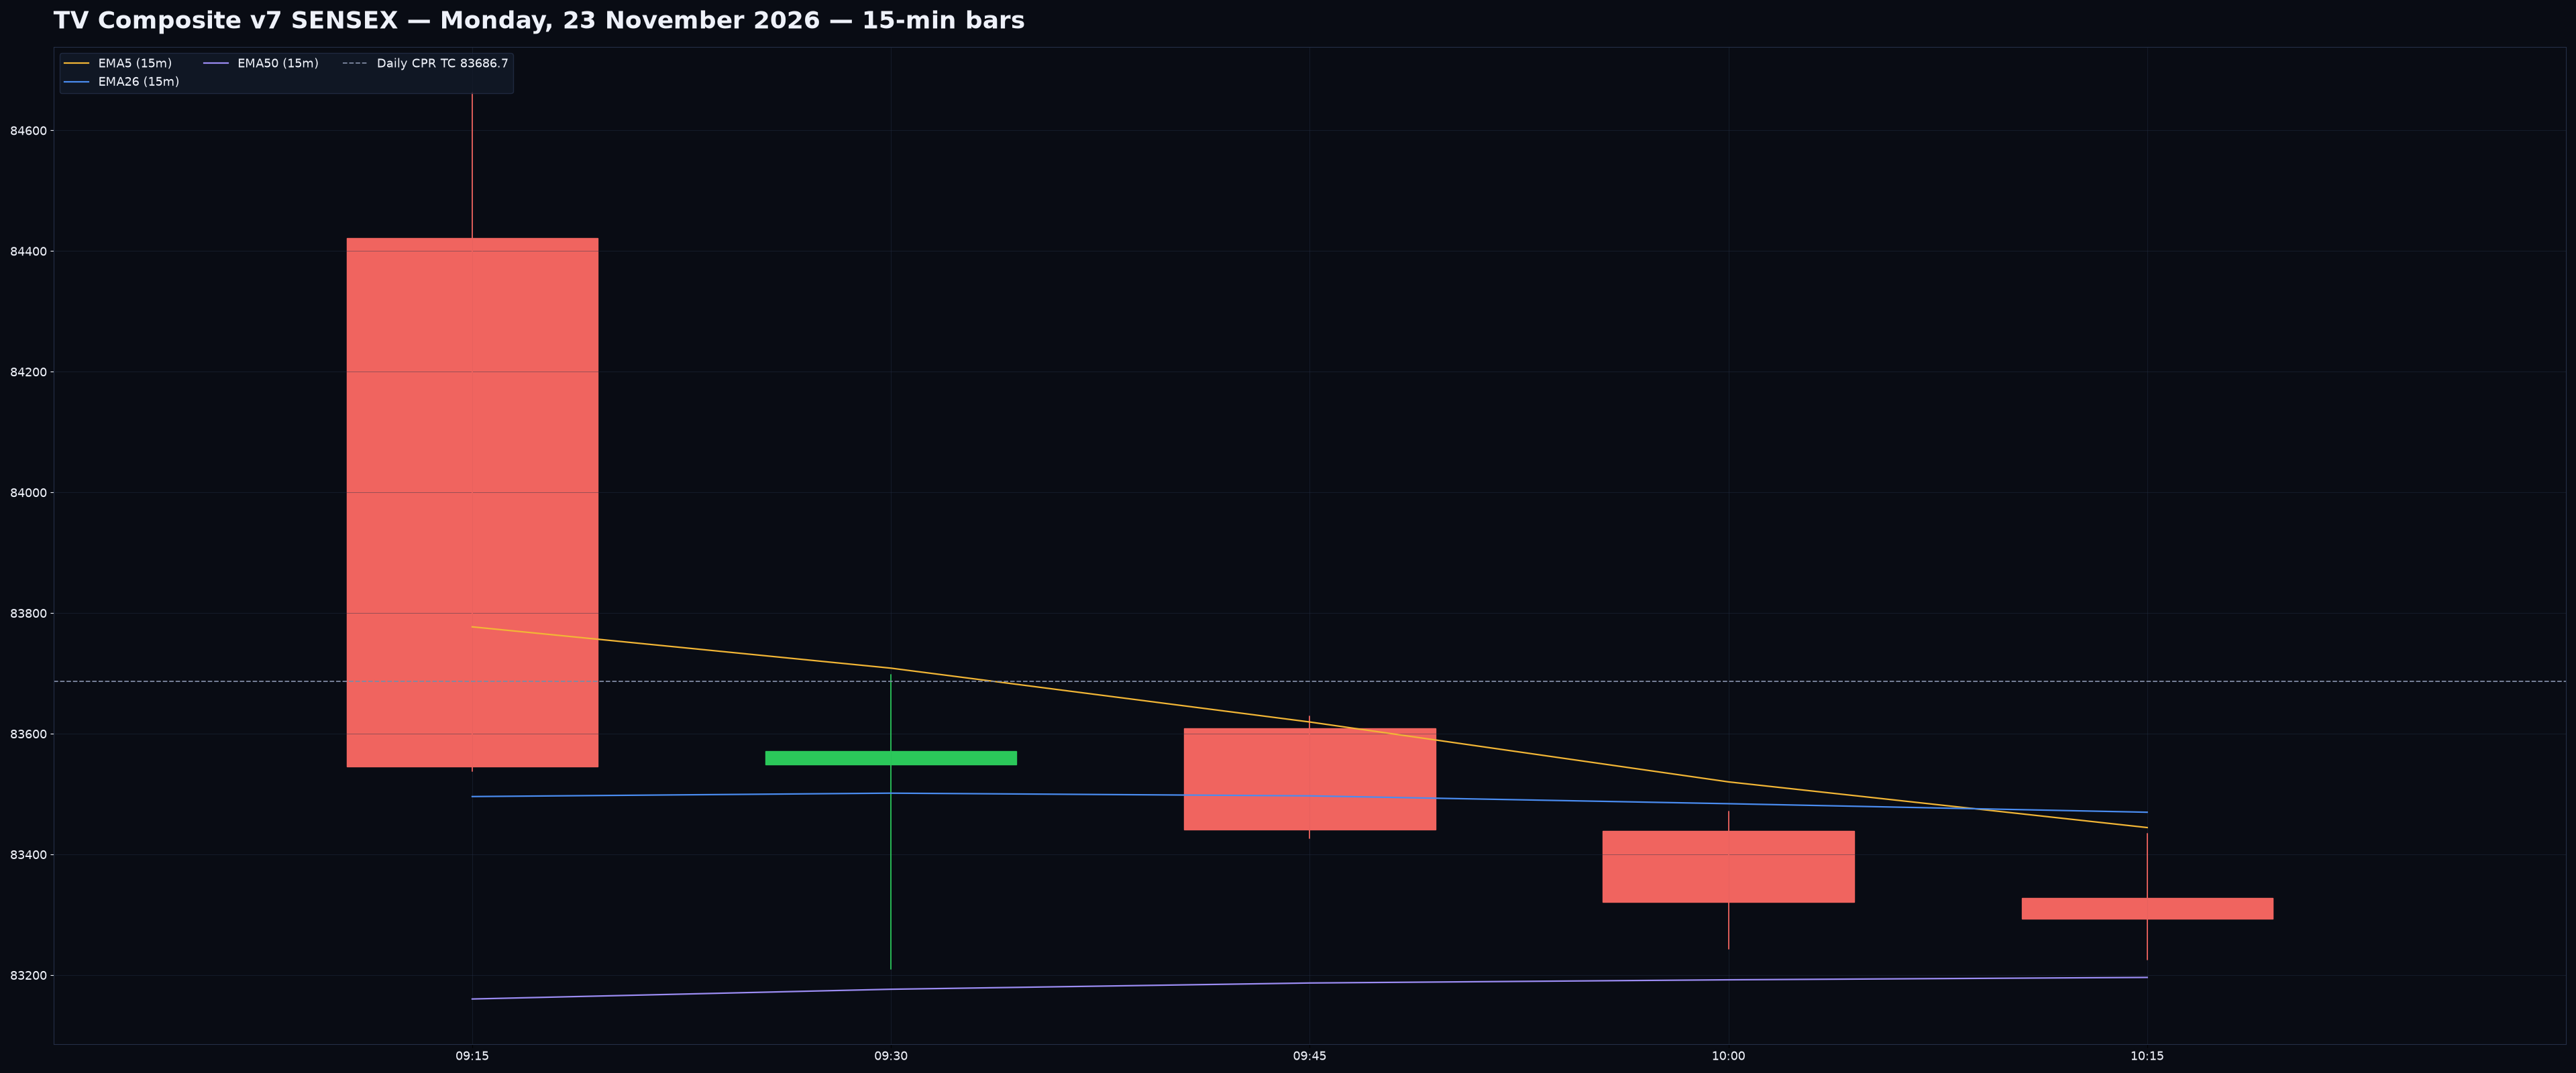 TV Composite v7 SENSEX — Monday, 23 November 2026 — 15-min bars
EMA5 (15m) EMA50 (15m) Daily CPR TC 83686.7
EMA26 (15m)
84600
84400
84200
84000
83800
83600
83400
83200
09:15 09:30 09:45 10:00 10:15